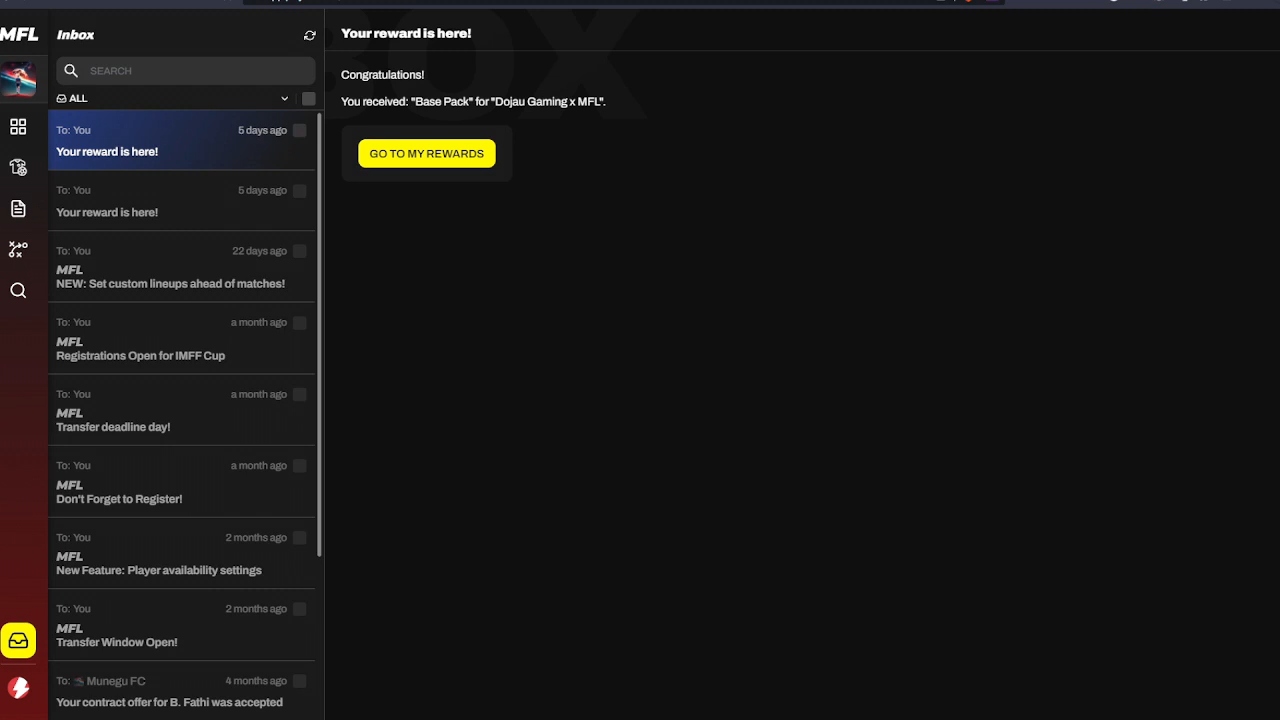 MFL
Inbox
SEARCH
ALL
To: You 5 days ago
Your reward is here!
To: You 5 days ago
Your reward is here!
To: You 22 days ago
MFL
NEW: Set custom lineups ahead of matches!
To: You a month ago
MFL
Registrations Open for IMFF Cup
To: You a month ago
MFL
Transfer deadline day!
To: You a month ago
MFL
Don't Forget to Register!
To: You 2 months ago
MFL
New Feature: Player availability settings
To: You 2 months ago
MFL
Transfer Window Open!
To: Munegu FC 4 months ago
Your contract offer for B. Fathi was accepted
BOX
Your reward is here!
Congratulations!
You received: "Base Pack" for "Dojau Gaming x MFL".
GO TO MY REWARDS